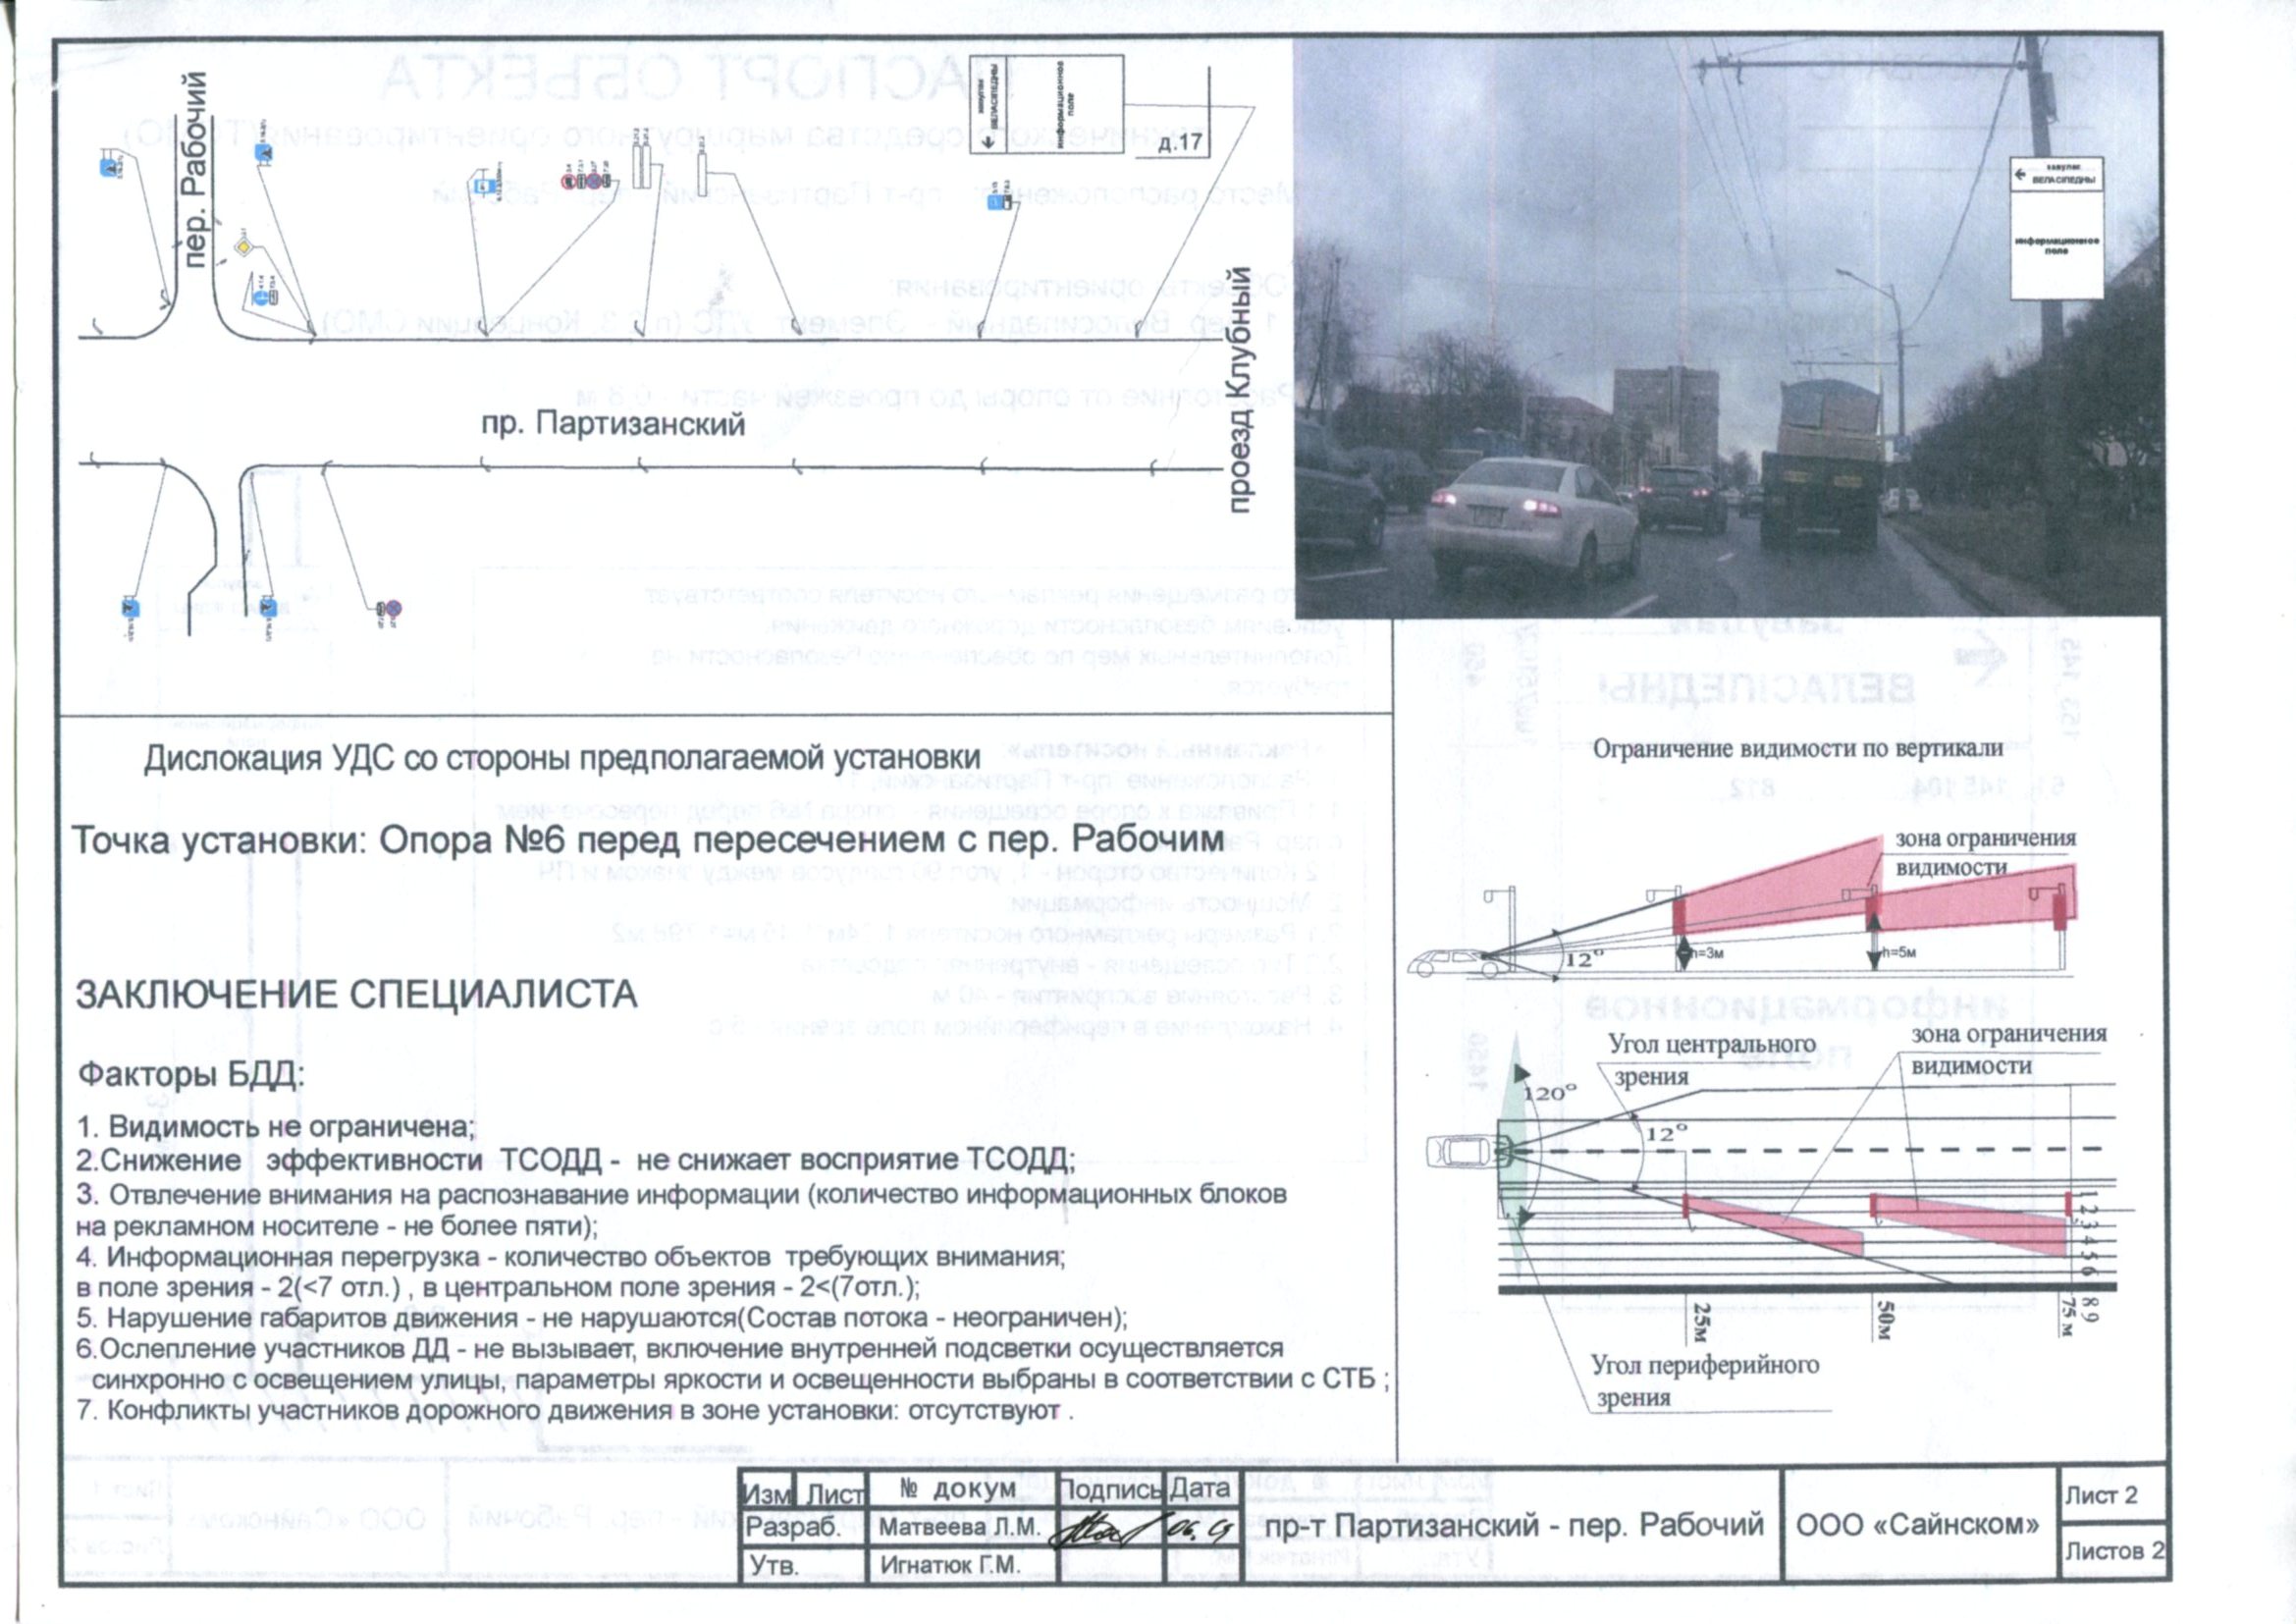 пер. Рабочий
завулак
ВЕЛАСІПЕДНЫ
информационное
поле
д.17
проезд Клубный
пр. Партизанский
завулак
ВЕЛАСІПЕДНЫ
информационное
поле
Дислокация УДС со стороны предполагаемой установки
Точка установки: Опора №6 перед пересечением с пер. Рабочим
ЗАКЛЮЧЕНИЕ СПЕЦИАЛИСТА
Факторы БДД:
1. Видимость не ограничена;
2.Снижение эффективности ТСОДД - не снижает восприятие ТСОДД;
3. Отвлечение внимания на распознавание информации (количество информационных блоков
на рекламном носителе - не более пяти);
4. Информационная перегрузка - количество объектов требующих внимания;
в поле зрения - 2(<7 отл.) , в центральном поле зрения - 2<(7отл.);
5. Нарушение габаритов движения - не нарушаются(Состав потока - неограничен);
6.Ослепление участников ДД - не вызывает, включение внутренней подсветки осуществляется
синхронно с освещением улицы, параметры яркости и освещенности выбраны в соответствии с СТБ ;
7. Конфликты участников дорожного движения в зоне установки: отсутствуют .
Ограничение видимости по вертикали
зона ограничения
видимости
12°
h=3м
h=5м
Угол центрального
зрения
зона ограничения
видимости
120°
12°
1 2 3 4 5 6
8 9
25м
50м
75 м
Угол периферийного
зрения
Изм Лист № докум Подпись Дата
Разраб. Матвеева Л.М.
Утв. Игнатюк Г.М.
пр-т Партизанский - пер. Рабочий
ООО «Сайнском»
Лист 2
Листов 2